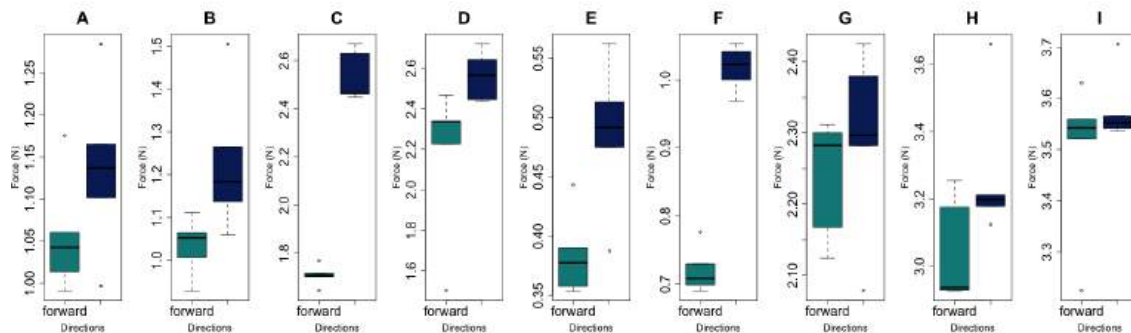 A B C D E F G H I
Force (N) Force (N) Force (N) Force (N) Force (N) Force (N) Force (N) Force (N) Force (N)
1.25 1.20 1.15 1.10 1.05 1.00
1.5 1.4 1.3 1.2 1.1 1.0
2.6 2.4 2.2 2.0 1.8
2.6 2.4 2.2 2.0 1.8 1.6
0.55 0.50 0.45 0.40 0.35
1.0 0.9 0.8 0.7
2.40 2.30 2.20 2.10
3.6 3.4 3.2 3.0
3.7 3.6 3.5 3.4 3.3
forward forward forward forward forward forward forward forward forward
Directions Directions Directions Directions Directions Directions Directions Directions Directions